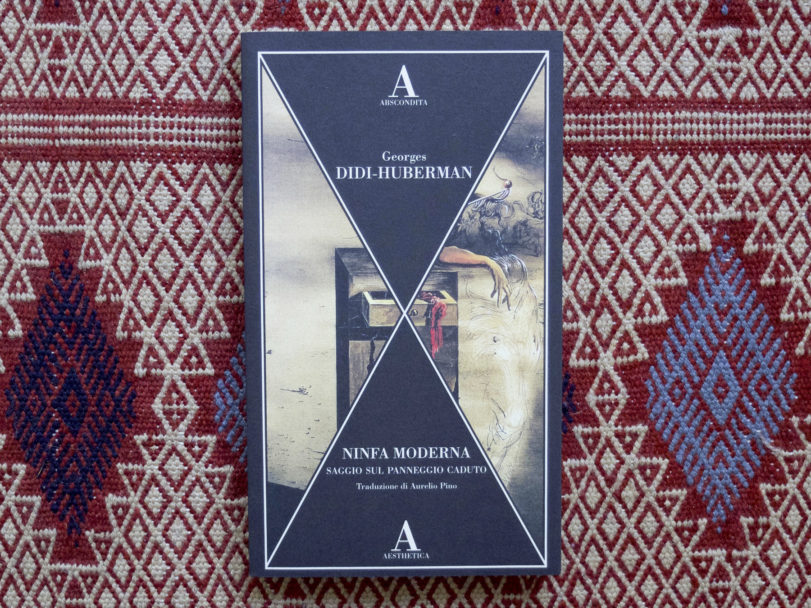 A
ABSCONDITA
Georges
DIDI-HUBERMAN
NINFA MODERNA
SAGGIO SUL PANNEGGIO CADUTO
Traduzione di Aurelio Pino
A
AESTHETICA